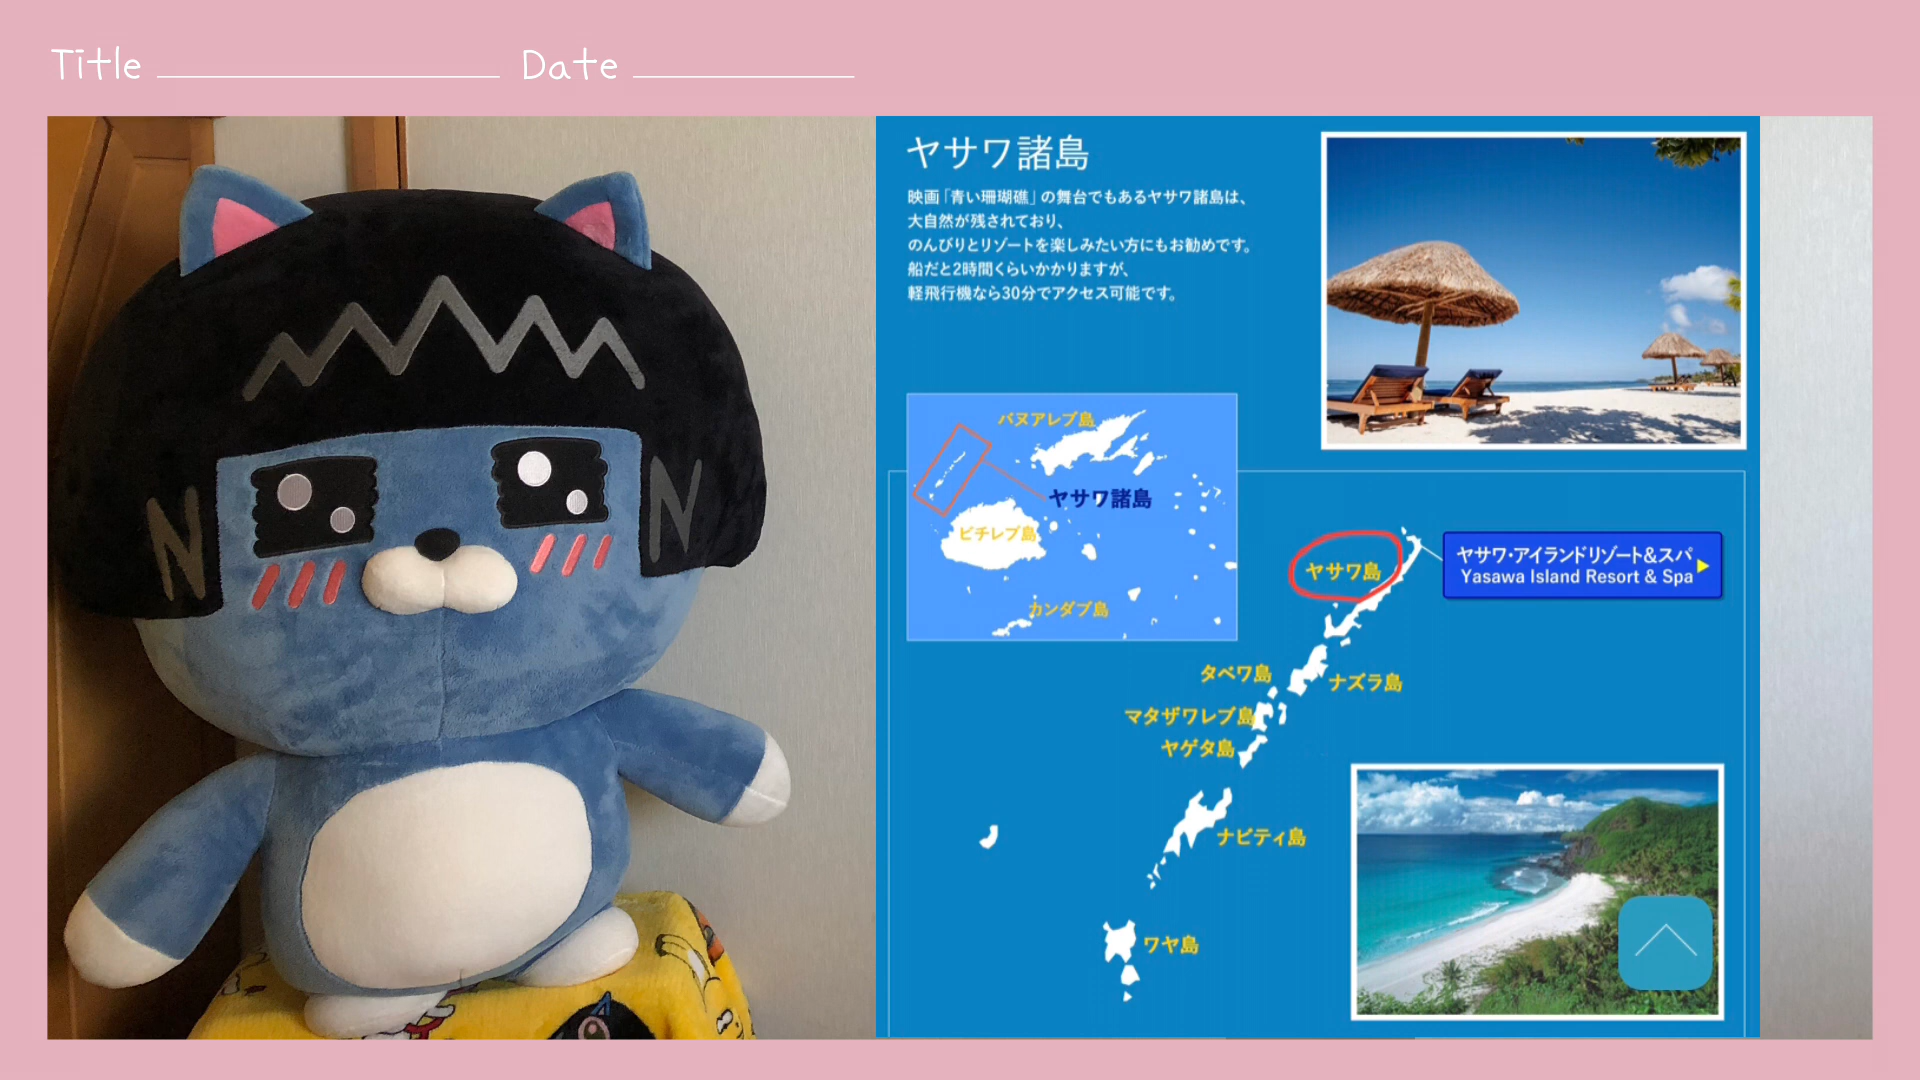 Title Date
ヤサワ諸島
映画「青い珊瑚礁」の舞台でもあるヤサワ諸島は、
大自然が残されており、
のんびりとリゾートを楽しみたい方にもお勧めです。
船だと2時間くらいかかりますが、
軽飛行機なら30分でアクセス可能です。
バヌアレブ島
ヤサワ諸島
ビチレブ島
カンダブ島
ヤサワ島
ヤサワ・アイランドリゾート&スパ
Yasawa Island Resort & Spa
タベワ島
ナズラ島
マタザワレブ島
ヤゲタ島
ナビティ島
ワヤ島
N N